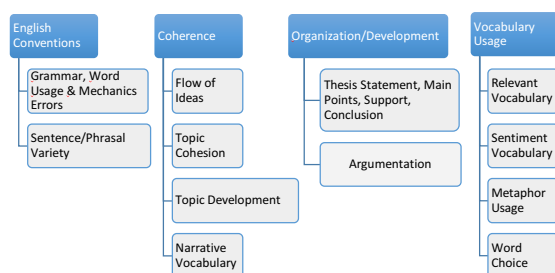 English
Conventions
Grammar, Word
Usage & Mechanics
Errors
Sentence/Phrasal
Variety
Coherence
Flow of
Ideas
Topic
Cohesion
Topic Development
Narrative
Vocabulary
Organization/Development
Thesis Statement, Main
Points, Support,
Conclusion
Argumentation
Vocabulary
Usage
Relevant
Vocabulary
Sentiment
Vocabulary
Metaphor
Usage
Word
Choice